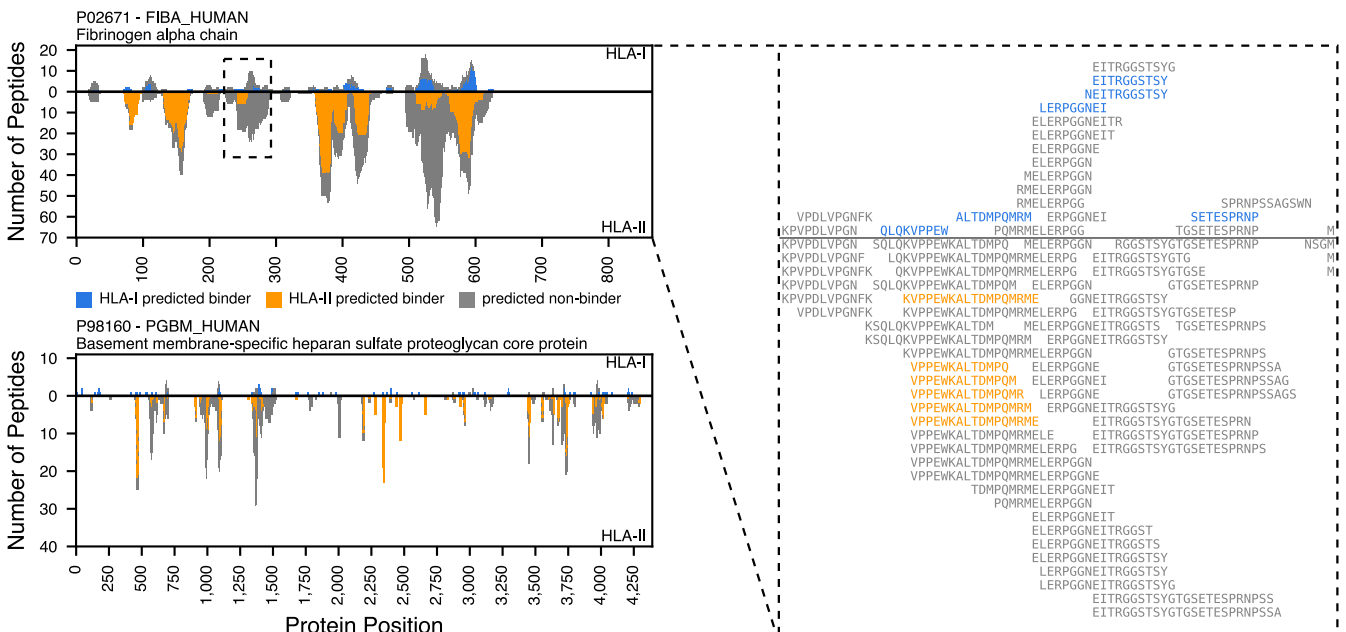 P02671 - FIBA_HUMAN
Fibrinogen alpha chain
HLA-I
20
10
0
10
20
30
40
50
60
70
Number of Peptides
HLA-II
0
100
200
300
400
500
600
700
800
HLA-I predicted binder HLA-II predicted binder predicted non-binder
P98160 - PGBM_HUMAN
Basement membrane-specific heparan sulfate proteoglycan core protein
HLA-I
10
0
10
20
30
40
Number of Peptides
HLA-II
0
250
500
750
1,000
1,250
1,500
1,750
2,000
2,250
2,500
2,750
3,000
3,250
3,500
3,750
4,000
4,250
Protein Position
EITRGGSTSYG
EITRGGSTSY
NEITRGGSTSY
LERPGGNEI
ELERPGGNEITR
ELERPGGNEIT
ELERPGGNE
ELERPGGN
MELERPGGN
RMELERPGGN
RMELERPGG SPRNPSSAGSWN
VPDLVPGNFK ALTDMPQMRM ERPGGNEI SETESPRNP
KPVPDLVPGN QLQKVPPEW PQMRMELERPGG TGSETESPRNP M
KPVPDLVPGN SQLQKVPPEWKALTDMPQ MELERPGGN RGGSTSYGTGSETESPRNP NSGM
KPVPDLVPGNF LQKVPPEWKALTDMPQMRMELERPG EITRGGSTSYGTG M
KPVPDLVPGNFK QKVPPEWKALTDMPQMRMELERPG EITRGGSTSYGTGSE M
KPVPDLVPGN SQLQKVPPEWKALTDMPQM ELERPGGN GTGSETESPRNP
KPVPDLVPGNFK KVPPEWKALTDMPQMRME GGNEITRGGSTSY
VPDLVPGNFK KVPPEWKALTDMPQMRMELERPG EITRGGSTSYGTGSETESP
KSQLQKVPPEWKALTDM MELERPGGNEITRGGSTS TGSETESPRNPS
KSQLQKVPPEWKALTDMPQMRM ERPGGNEITRGGSTSY
KVPPEWKALTDMPQMRMELERPGGN GTGSETESPRNPS
VPPEWKALTDMPQ ELERPGGNE GTGSETESPRNPSSA
VPPEWKALTDMPQM ELERPGGNEI GTGSETESPRNPSSAG
VPPEWKALTDMPQMR LERPGGNE GTGSETESPRNPSSAGS
VPPEWKALTDMPQMRM ERPGGNEITRGGSTSYG
VPPEWKALTDMPQMRME EITRGGSTSYGTGSETESPRN
VPPEWKALTDMPQMRMELE EITRGGSTSYGTGSETESPRNP
VPPEWKALTDMPQMRMELERPG EITRGGSTSYGTGSETESPRNPS
VPPEWKALTDMPQMRMELERPGGN
VPPEWKALTDMPQMRMELERPGGNE
TDMPQMRMELERPGGNEIT
PQMRMELERPGGN
ELERPGGNEIT
ELERPGGNEITRGGST
ELERPGGNEITRGGSTS
ELERPGGNEITRGGSTSY
LERPGGNEITRGGSTSY
LERPGGNEITRGGSTSYG
EITRGGSTSYGTGSETESPRNPSS
EITRGGSTSYGTGSETESPRNPSSA